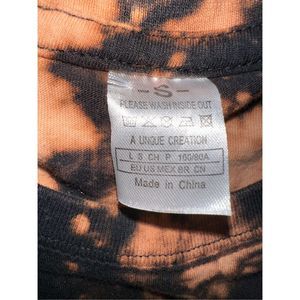 - S -
PLEASE WASH INSIDE OUT
A UNIQUE CREATION
L S CH P 160/80A
EU US MEX BR CN
Made in China